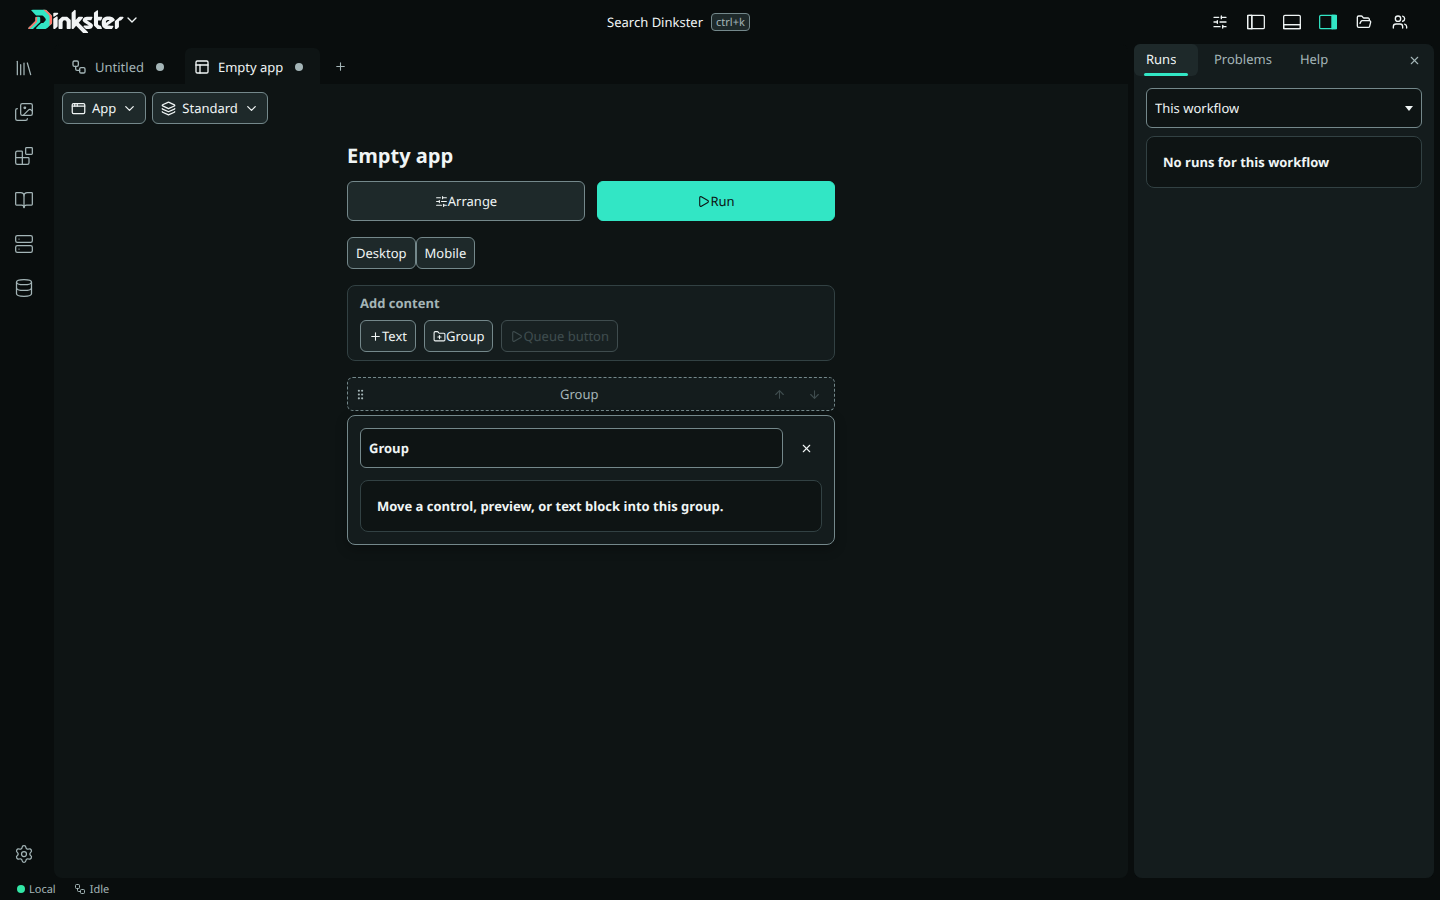 Dinkster
Search Dinkster ctrl+k
Untitled
Empty app
App
Standard
Empty app
Arrange
Run
Desktop
Mobile
Add content
Text
Group
Queue button
Group
Group
Move a control, preview, or text block into this group.
Runs
Problems
Help
This workflow
No runs for this workflow
Local
Idle